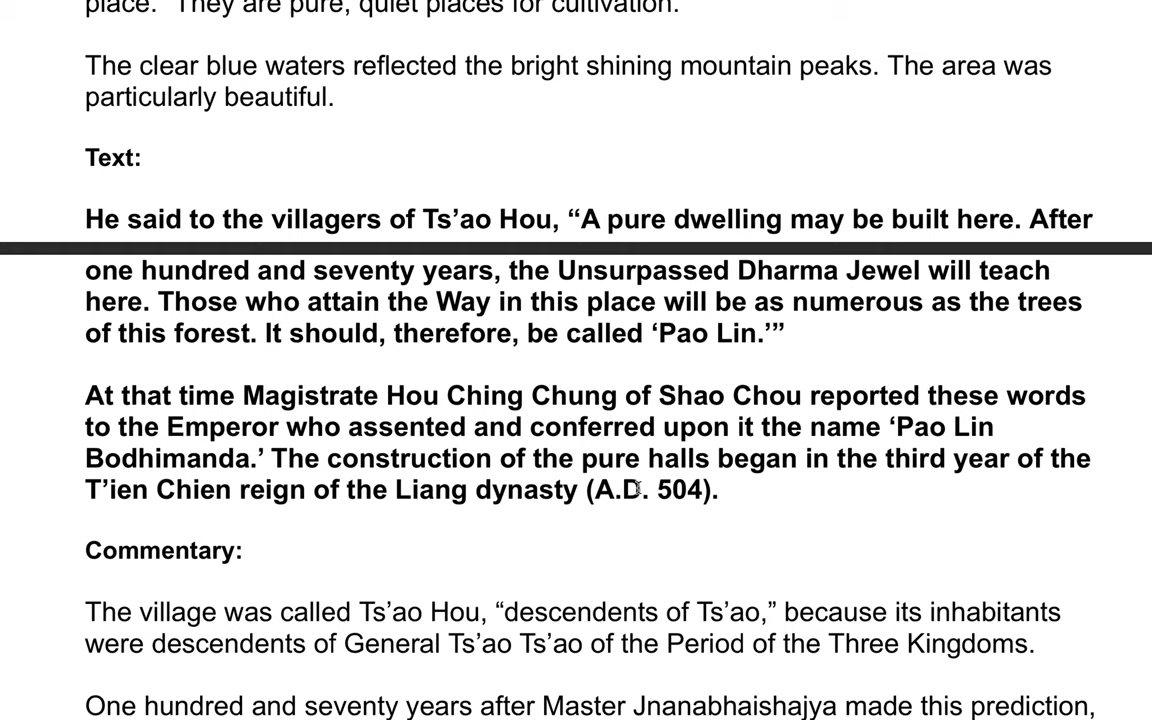 place." They are pure, quiet places for cultivation.
The clear blue waters reflected the bright shining mountain peaks. The area was
particularly beautiful.
Text:
He said to the villagers of Ts’ao Hou, “A pure dwelling may be built here. After
one hundred and seventy years, the Unsurpassed Dharma Jewel will teach
here. Those who attain the Way in this place will be as numerous as the trees
of this forest. It should, therefore, be called ‘Pao Lin.’”
At that time Magistrate Hou Ching Chung of Shao Chou reported these words
to the Emperor who assented and conferred upon it the name ‘Pao Lin
Bodhimanda.’ The construction of the pure halls began in the third year of the
T’ien Chien reign of the Liang dynasty (A.D. 504).
Commentary:
The village was called Ts’ao Hou, “descendents of Ts’ao,” because its inhabitants
were descendents of General Ts’ao Ts’ao of the Period of the Three Kingdoms.
One hundred and seventy years after Master Jnanabhaishajya made this prediction,